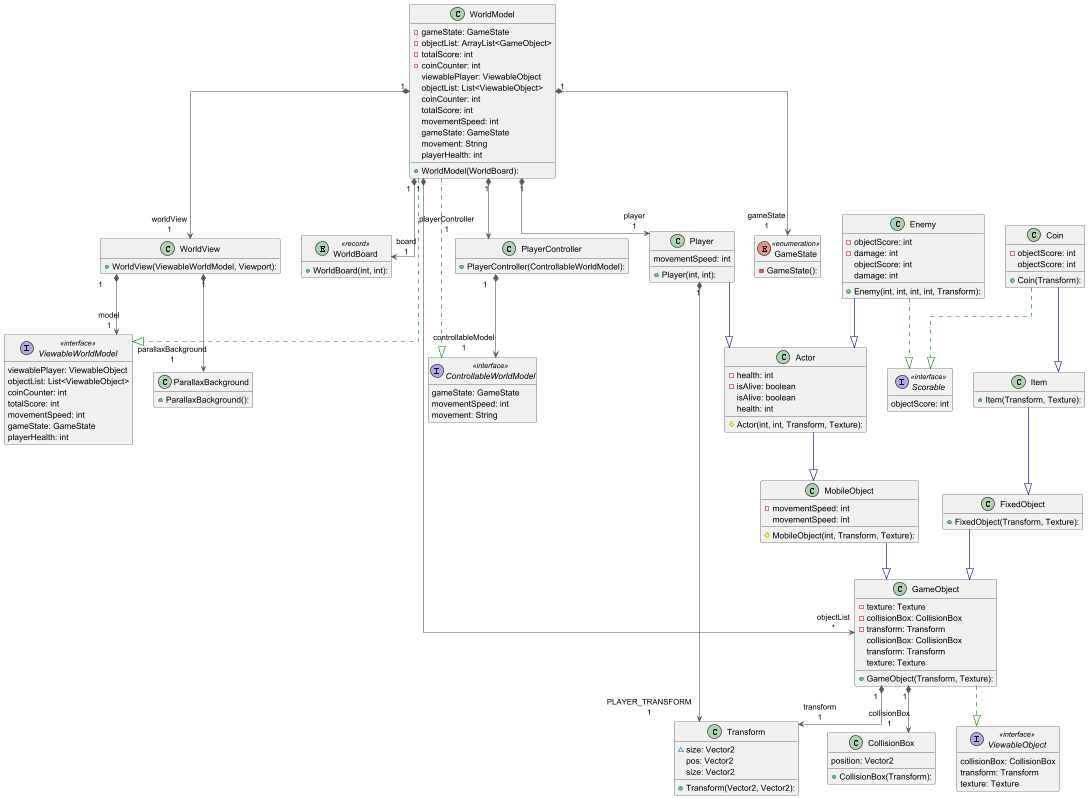 C WorldModel
gameState: GameState
objectList: ArrayList<GameObject>
totalScore: int
coinCounter: int
viewablePlayer: ViewableObject
objectList: List<ViewableObject>
coinCounter: int
totalScore: int
movementSpeed: int
gameState: GameState
movement: String
playerHealth: int
WorldModel(WorldBoard):
1
1
1
1
1
1
1
worldView
1
playerController
1
board
1
player
1
gameState
1
C WorldView
WorldView(ViewableWorldModel, Viewport):
E «record»
WorldBoard
WorldBoard(int, int):
C PlayerController
PlayerController(ControllableWorldModel):
C Player
movementSpeed: int
Player(int, int):
E «enumeration»
GameState
GameState():
C Enemy
objectScore: int
damage: int
objectScore: int
damage: int
Enemy(int, int, int, int, Transform):
C Coin
objectScore: int
objectScore: int
Coin(Transform):
1
1
1
1
model
1
parallaxBackground
1
controllableModel
1
I «interface»
ViewableWorldModel
viewablePlayer: ViewableObject
objectList: List<ViewableObject>
coinCounter: int
totalScore: int
movementSpeed: int
gameState: GameState
playerHealth: int
C ParallaxBackground
ParallaxBackground():
I «interface»
ControllableWorldModel
gameState: GameState
movementSpeed: int
movement: String
C Actor
health: int
isAlive: boolean
isAlive: boolean
health: int
Actor(int, int, Transform, Texture):
I «interface»
Scorable
objectScore: int
C Item
Item(Transform, Texture):
C MobileObject
movementSpeed: int
movementSpeed: int
MobileObject(int, Transform, Texture):
C FixedObject
FixedObject(Transform, Texture):
C GameObject
texture: Texture
collisionBox: CollisionBox
transform: Transform
collisionBox: CollisionBox
transform: Transform
texture: Texture
GameObject(Transform, Texture):
objectList
*
1
1
PLAYER_TRANSFORM
1
transform
1
collisionBox
1
C Transform
size: Vector2
pos: Vector2
size: Vector2
Transform(Vector2, Vector2):
C CollisionBox
position: Vector2
CollisionBox(Transform):
I «interface»
ViewableObject
collisionBox: CollisionBox
transform: Transform
texture: Texture